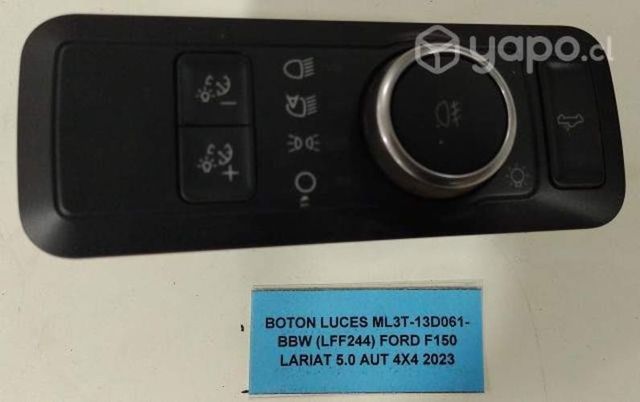 yapo.cl
BOTON LUCES ML3T-13D061-
BBW (LFF244) FORD F150
LARIAT 5.0 AUT 4X4 2023